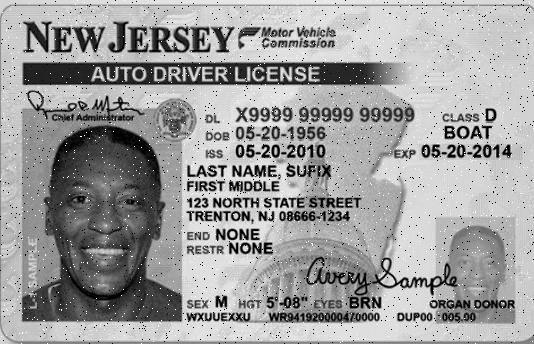 NEW JERSEY Motor Vehicle Commission
AUTO DRIVER LICENSE
Chief Administrator
DL X9999 99999 99999 CLASS D
DOB 05-20-1956 BOAT
ISS 05-20-2010 EXP 05-20-2014
LAST NAME, SUFIX
FIRST MIDDLE
123 NORTH STATE STREET
TRENTON, NJ 08666-1234
END NONE
RESTR NONE
Avery Sample
SEX M HGT 5'-08" EYES BRN ORGAN DONOR
WXUUEXXU WR9419200004/0000 DUP00 005.90
SAMPLE